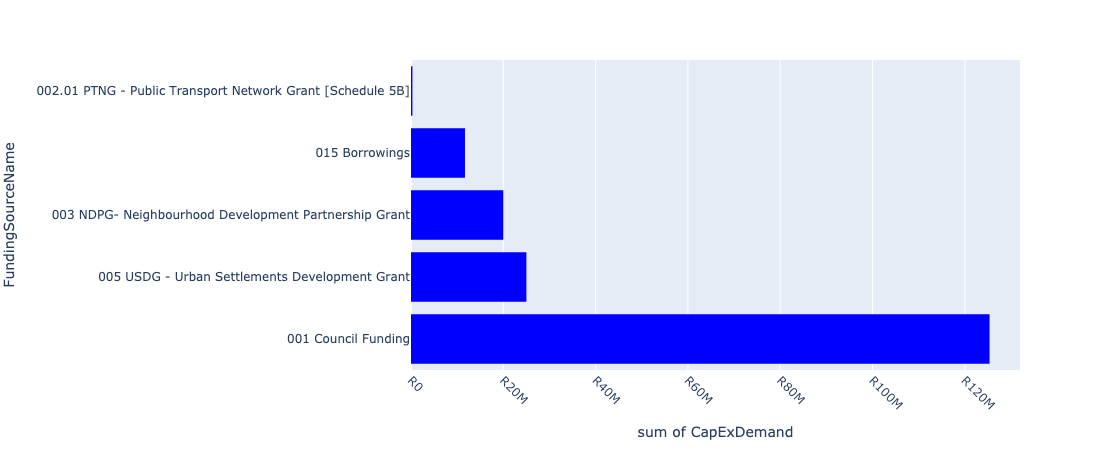 002.01 PTNG - Public Transport Network Grant [Schedule 5B]
015 Borrowings
003 NDPG- Neighbourhood Development Partnership Grant
005 USDG - Urban Settlements Development Grant
001 Council Funding
FundingSourceName
R0
R20M
R40M
R60M
R80M
R100M
R120M
sum of CapExDemand